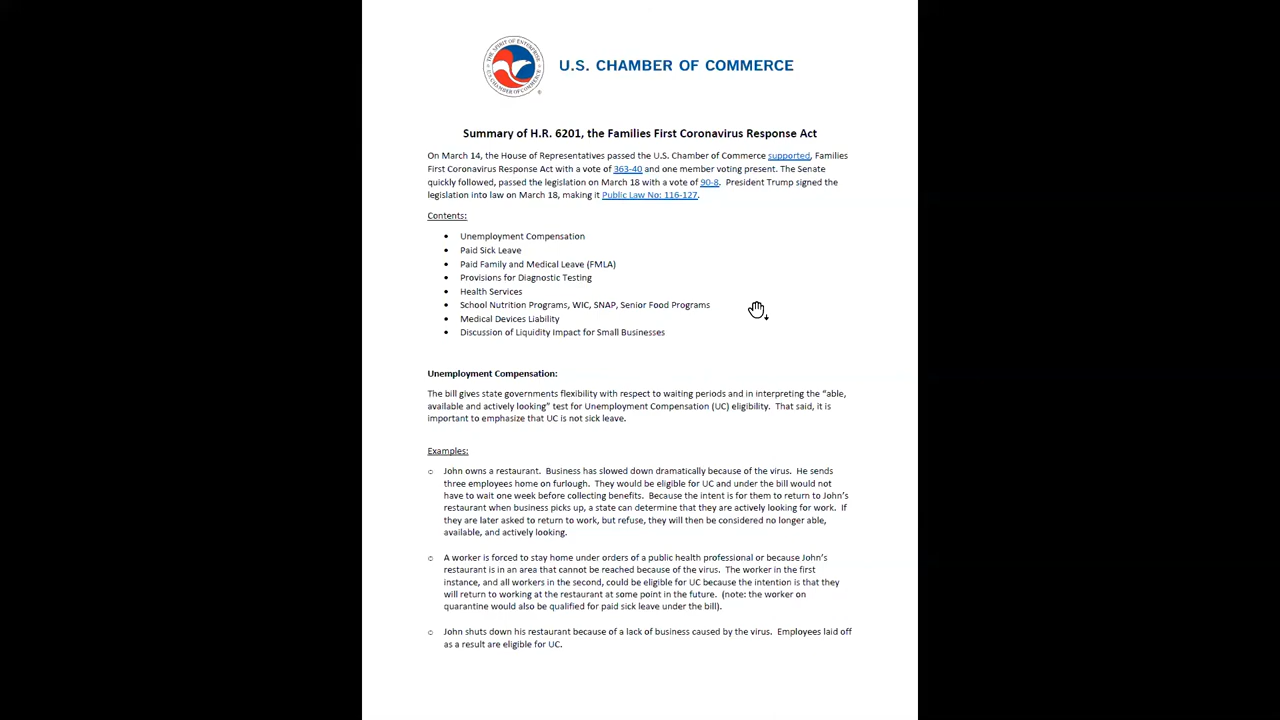 THE SPIRIT OF ENTERPRISE
U.S. CHAMBER OF COMMERCE
U.S. CHAMBER OF COMMERCE
Summary of H.R. 6201, the Families First Coronavirus Response Act
On March 14, the House of Representatives passed the U.S. Chamber of Commerce supported, Families
First Coronavirus Response Act with a vote of 363-40 and one member voting present. The Senate
quickly followed, passed the legislation on March 18 with a vote of 90-8. President Trump signed the
legislation into law on March 18, making it Public Law No: 116-127.
Contents:
• Unemployment Compensation
• Paid Sick Leave
• Paid Family and Medical Leave (FMLA)
• Provisions for Diagnostic Testing
• Health Services
• School Nutrition Programs, WIC, SNAP, Senior Food Programs
• Medical Devices Liability
• Discussion of Liquidity Impact for Small Businesses
Unemployment Compensation:
The bill gives state governments flexibility with respect to waiting periods and in interpreting the “able,
available and actively looking” test for Unemployment Compensation (UC) eligibility. That said, it is
important to emphasize that UC is not sick leave.
Examples:
o John owns a restaurant. Business has slowed down dramatically because of the virus. He sends
three employees home on furlough. They would be eligible for UC and under the bill would not
have to wait one week before collecting benefits. Because the intent is for them to return to John’s
restaurant when business picks up, a state can determine that they are actively looking for work. If
they are later asked to return to work, but refuse, they will then be considered no longer able,
available, and actively looking.
o A worker is forced to stay home under orders of a public health professional or because John’s
restaurant is in an area that cannot be reached because of the virus. The worker in the first
instance, and all workers in the second, could be eligible for UC because the intention is that they
will return to working at the restaurant at some point in the future. (note: the worker on
quarantine would also be qualified for paid sick leave under the bill).
o John shuts down his restaurant because of a lack of business caused by the virus. Employees laid off
as a result are eligible for UC.